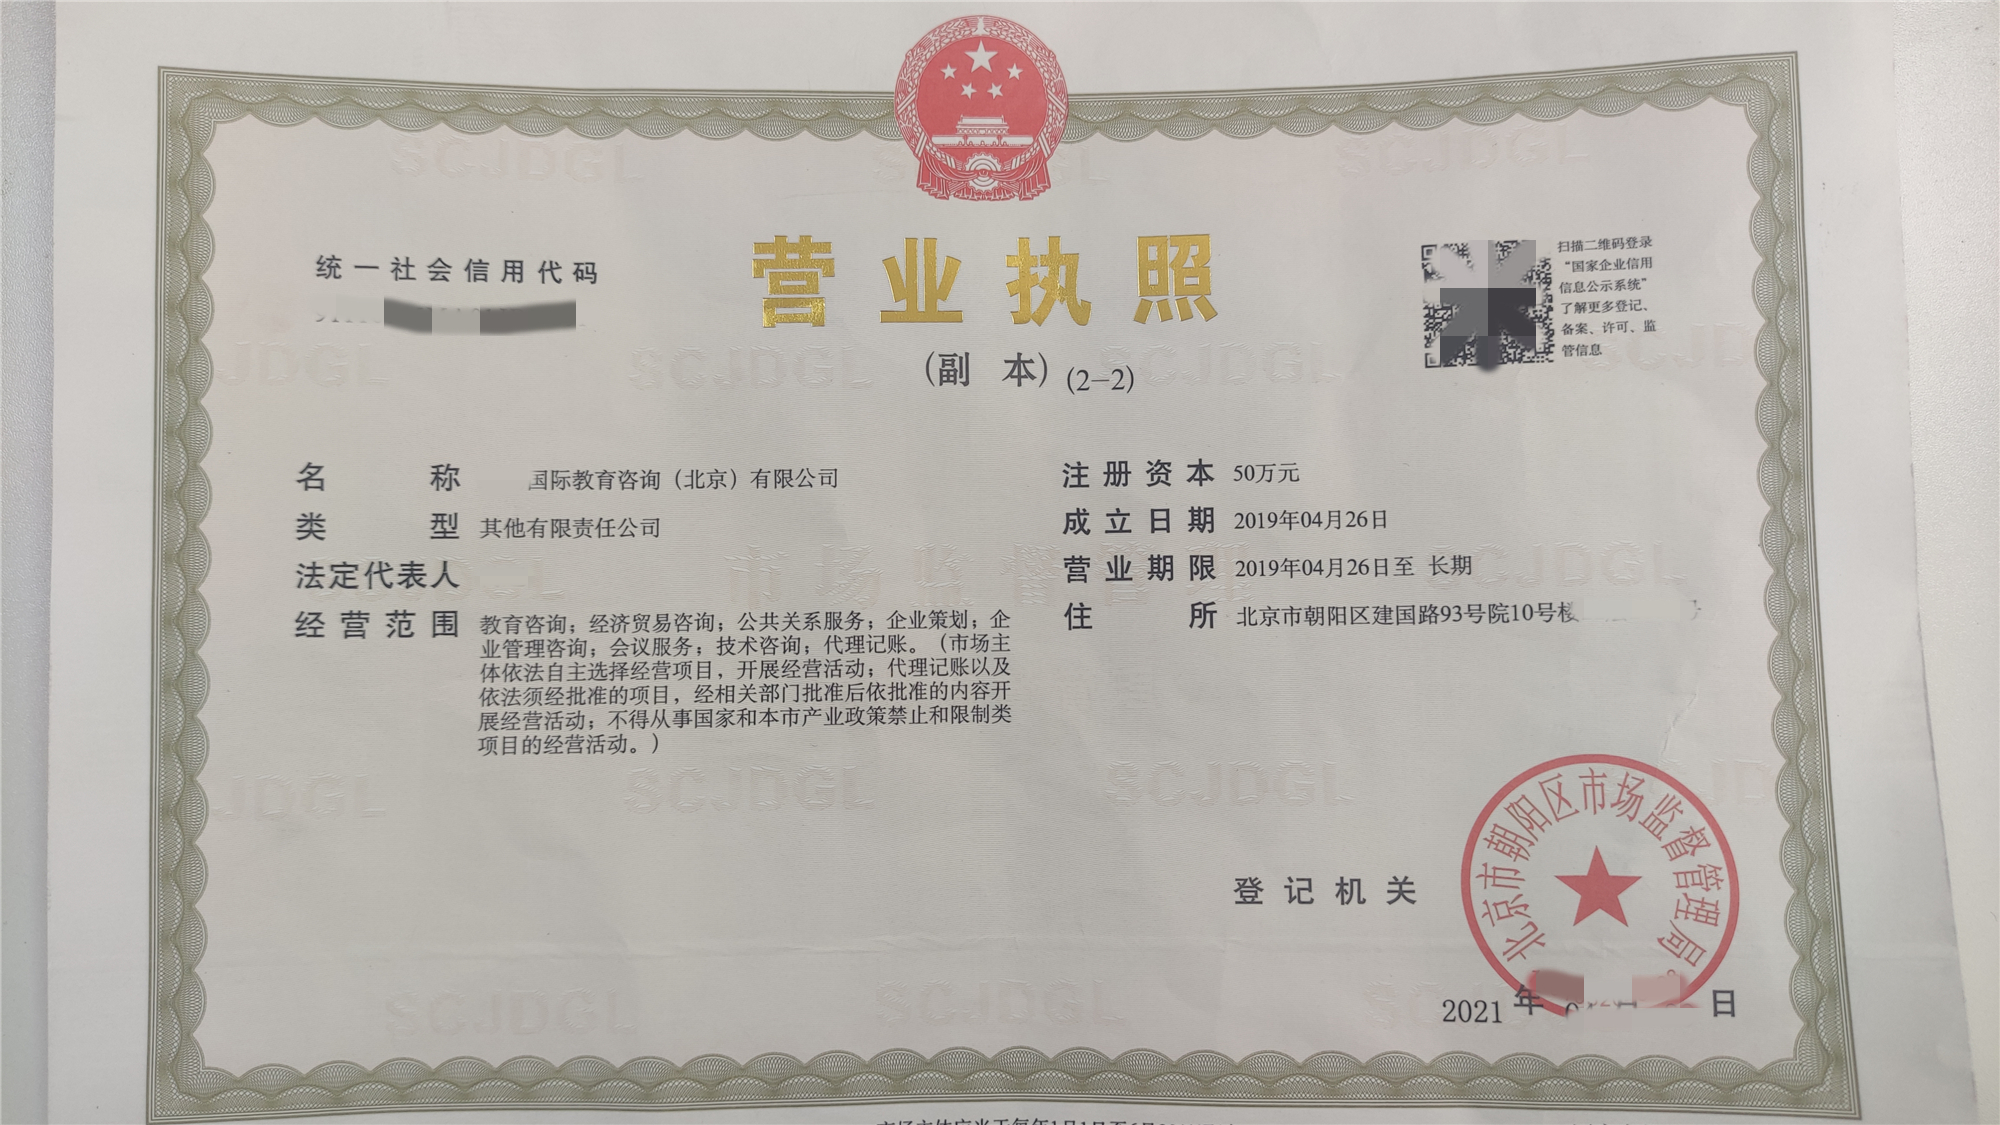 统一社会信用代码
营业执照
(副 本) (2-2)
扫描二维码登录
“国家企业信用
信息公示系统”
了解更多登记、
备案、许可、监
管信息
名 称 国际教育咨询（北京）有限公司
类 型 其他有限责任公司
法定代表人
经营范围 教育咨询；经济贸易咨询；公共关系服务；企业策划；企
业管理咨询；会议服务；技术咨询；代理记账。（市场主
体依法自主选择经营项目，开展经营活动；代理记账以及
依法须经批准的项目，经相关部门批准后依批准的内容开
展经营活动；不得从事国家和本市产业政策禁止和限制类
项目的经营活动。）
注册资本 50万元
成立日期 2019年04月26日
营业期限 2019年04月26日至 长期
住 所 北京市朝阳区建国路93号院10号楼
登记机关
北京市朝阳区市场监督管理局
2021 年 日
SCJDGL